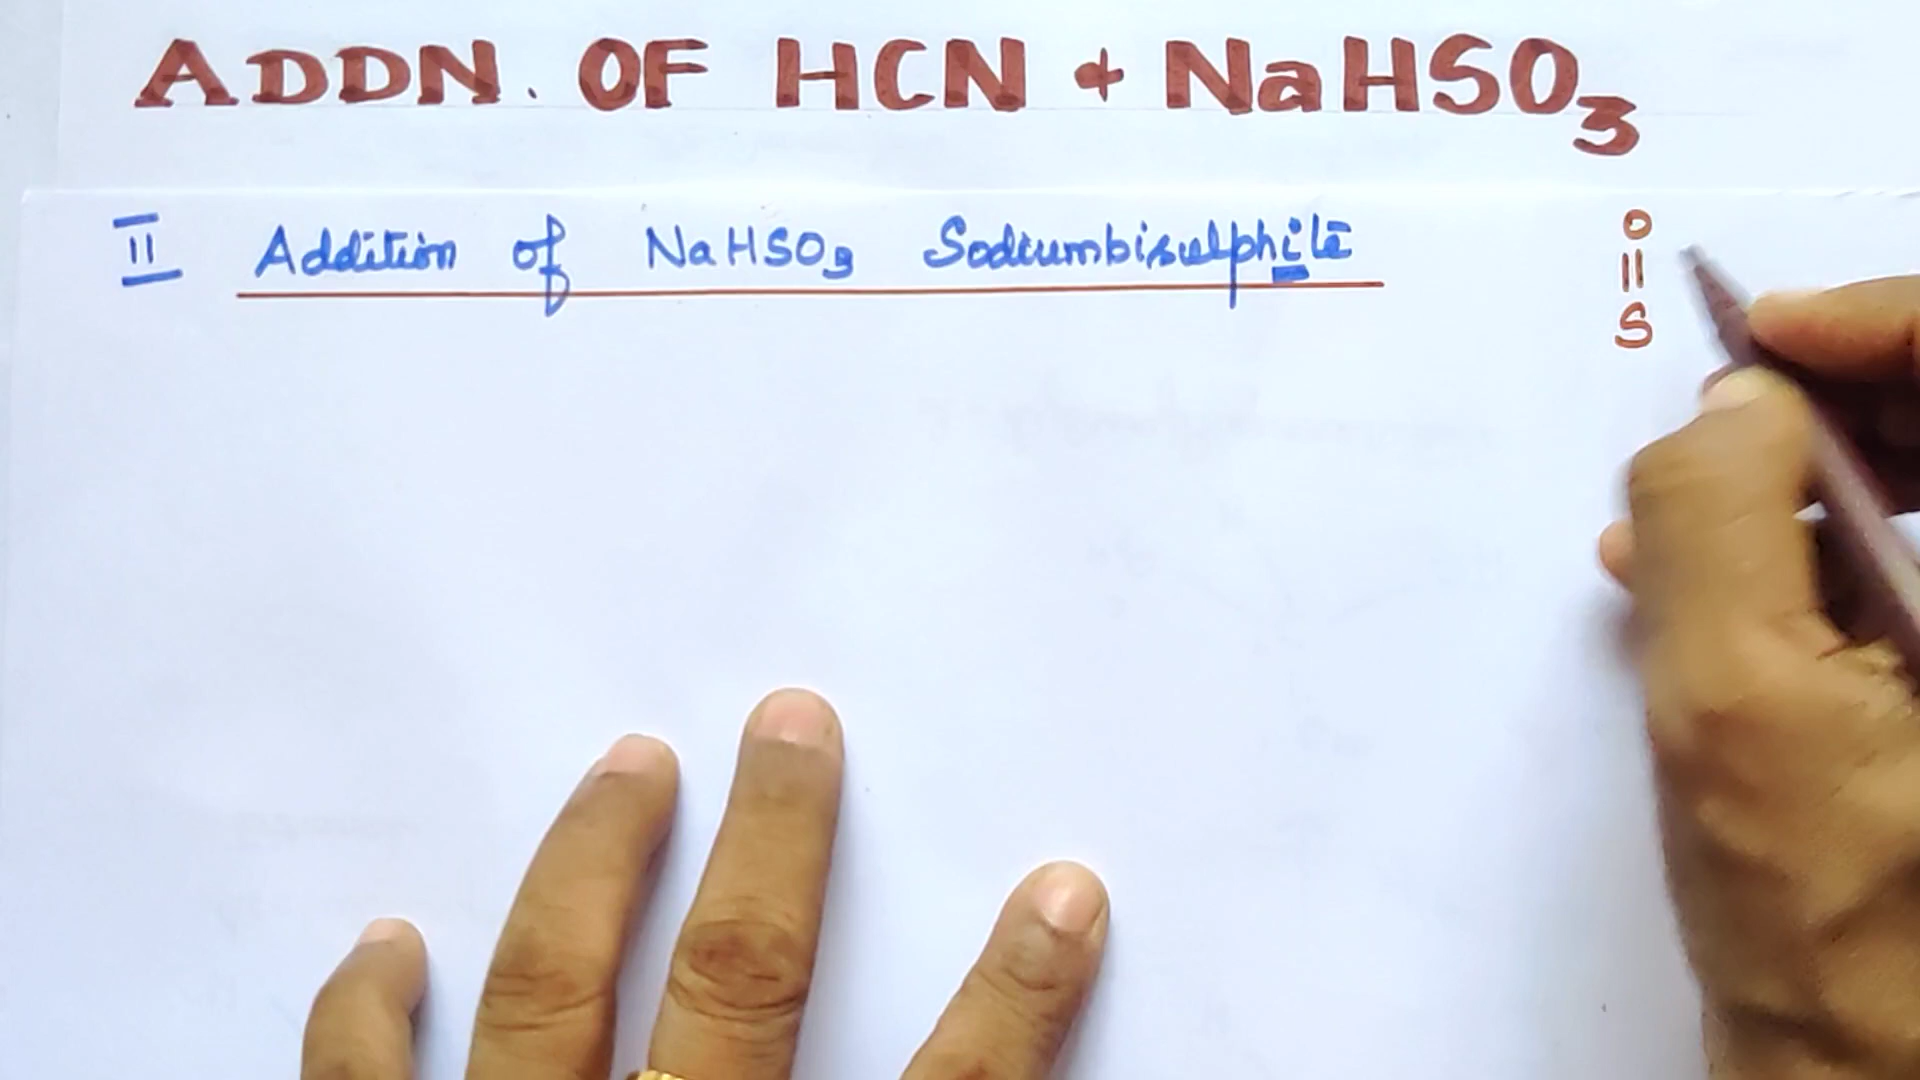 ADDN. OF HCN + NaHSO3
II Addition of NaHSO3 Sodiumbisulphite
O
||
S